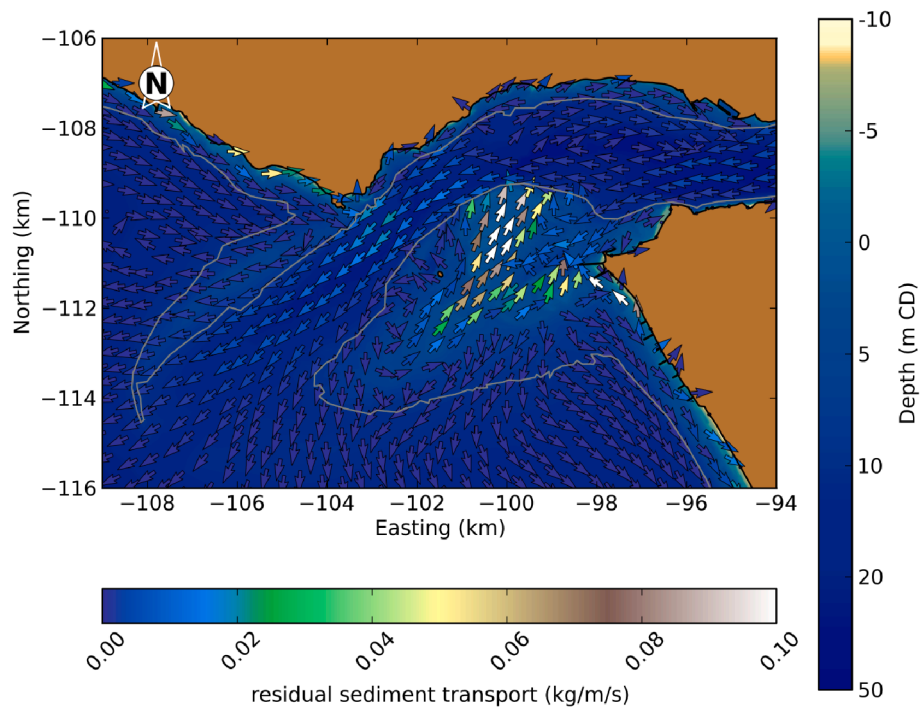 N
Northing (km)
−106
−108
−110
−112
−114
−116
−108 −106 −104 −102 −100 −98 −96 −94
Easting (km)
-10
-5
0
5
10
20
50
Depth (m CD)
0.00 0.02 0.04 0.06 0.08 0.10
residual sediment transport (kg/m/s)